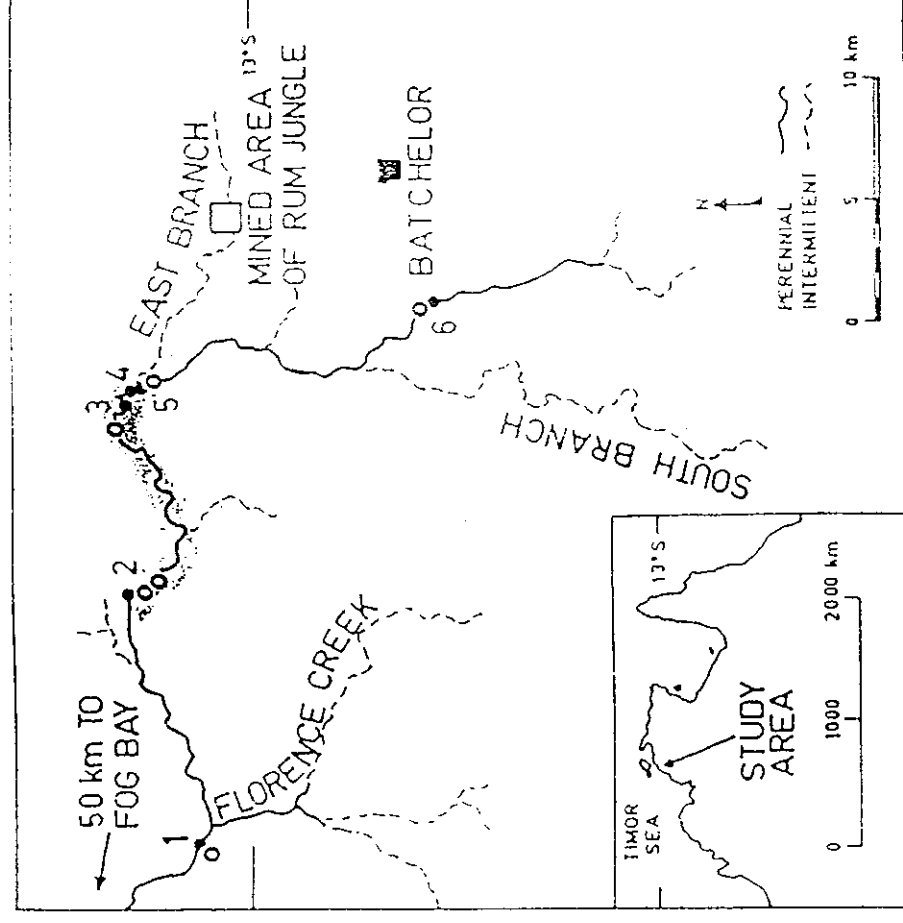 50 km TO
FOG BAY
1
2
3
4
5
6
EAST BRANCH
13°S
MINED AREA
OF RUM JUNGLE
BATCHELOR
FLORENCE CREEK
SOUTH BRANCH
N
PERENNIAL
INTERMITTENT
0 5 10 km
TIMOR
SEA
13°S
STUDY
AREA
0 1000 2000 km